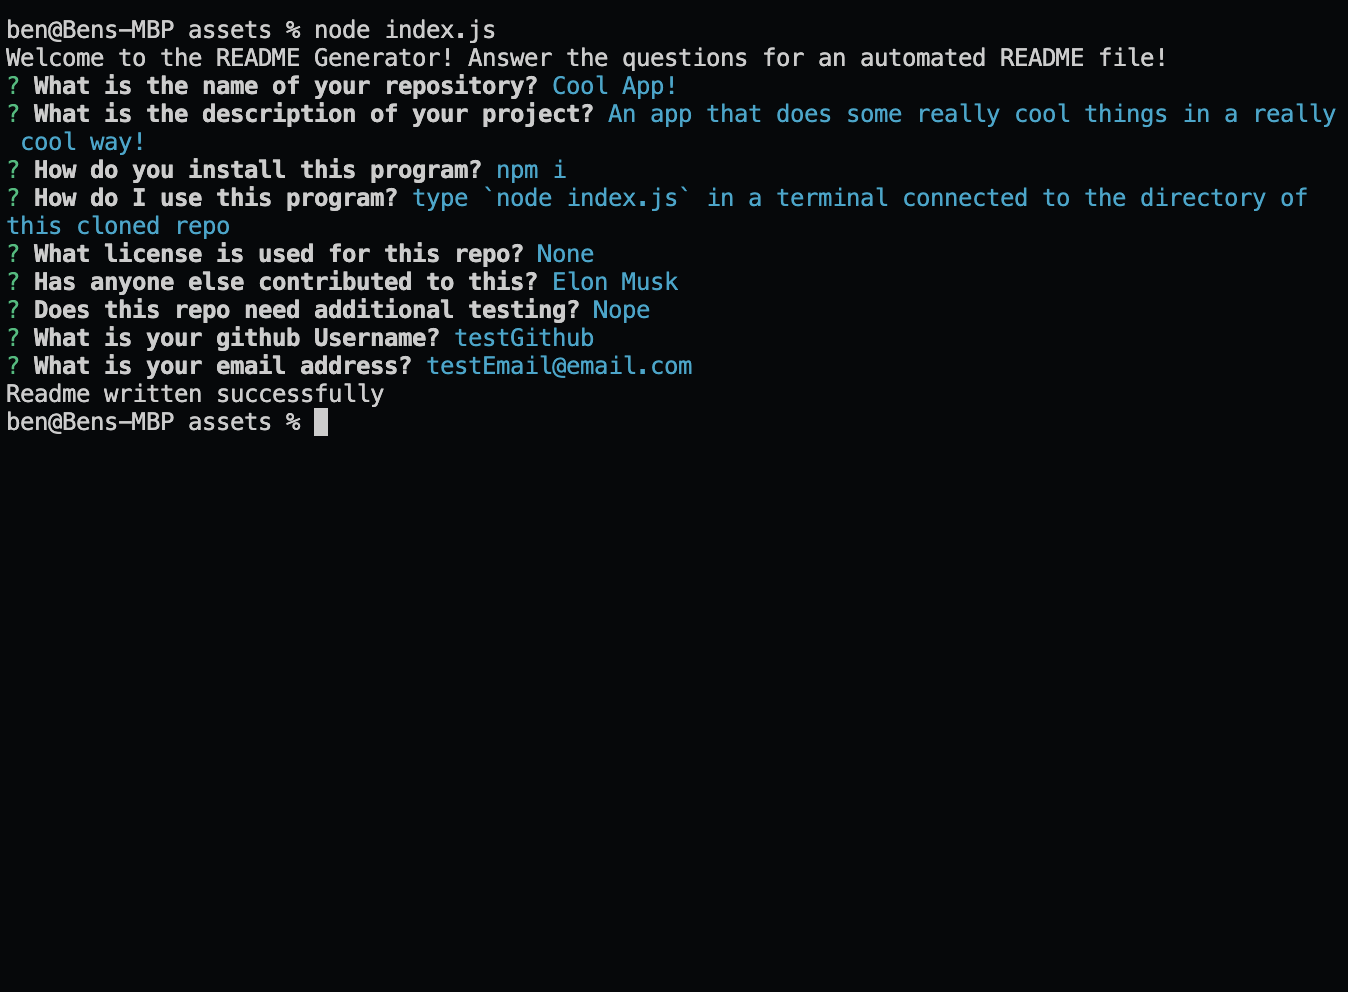 ben@Bens-MBP assets % node index.js
Welcome to the README Generator! Answer the questions for an automated README file!
? What is the name of your repository? Cool App!
? What is the description of your project? An app that does some really cool things in a really
 cool way!
? How do you install this program? npm i
? How do I use this program? type `node index.js` in a terminal connected to the directory of
this cloned repo
? What license is used for this repo? None
? Has anyone else contributed to this? Elon Musk
? Does this repo need additional testing? Nope
? What is your github Username? testGithub
? What is your email address? testEmail@email.com
Readme written successfully
ben@Bens-MBP assets %